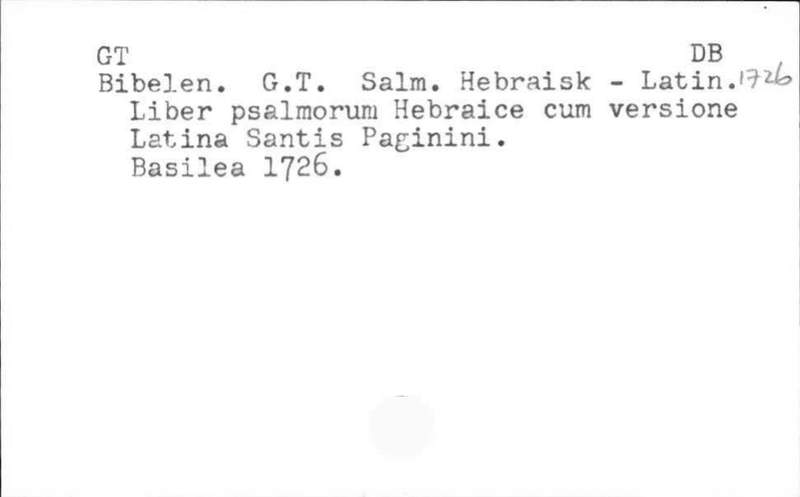 GT DB
Bibelen. G.T. Salm. Hebraisk - Latin. 1726
Liber psalmorum Hebraice cum versione
Latina Santis Paginini.
Basilea 1726.